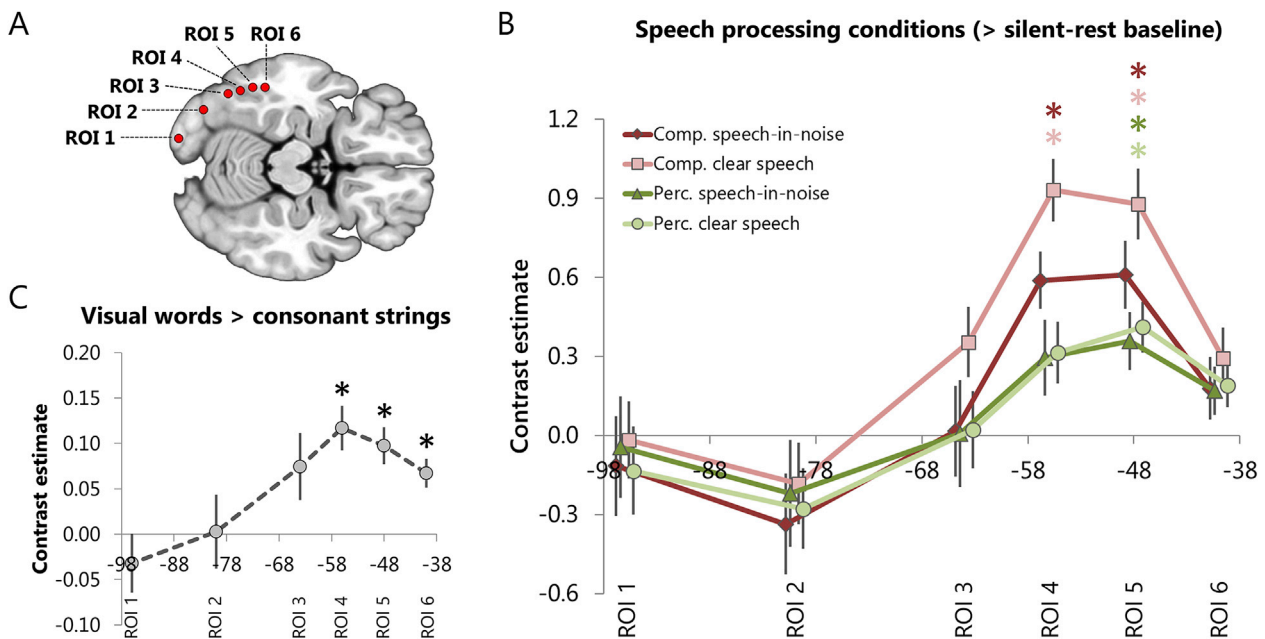 A
ROI 5
ROI 6
ROI 4
ROI 3
ROI 2
ROI 1
B
Speech processing conditions (> silent-rest baseline)
*
*
*
*
*
*
1.2
Comp. speech-in-noise
Comp. clear speech
0.9
Perc. speech-in-noise
Perc. clear speech
0.6
0.3
0.0
-0.3
-0.6
Contrast estimate
-98
-88
-78
-68
-58
-48
-38
ROI 1
ROI 2
ROI 3
ROI 4
ROI 5
ROI 6
C
Visual words > consonant strings
0.20
0.15
0.10
0.05
0.00
-0.05
-0.10
Contrast estimate
*
*
*
-98
-88
-78
-68
-58
-48
-38
ROI 1
ROI 2
ROI 3
ROI 4
ROI 5
ROI 6